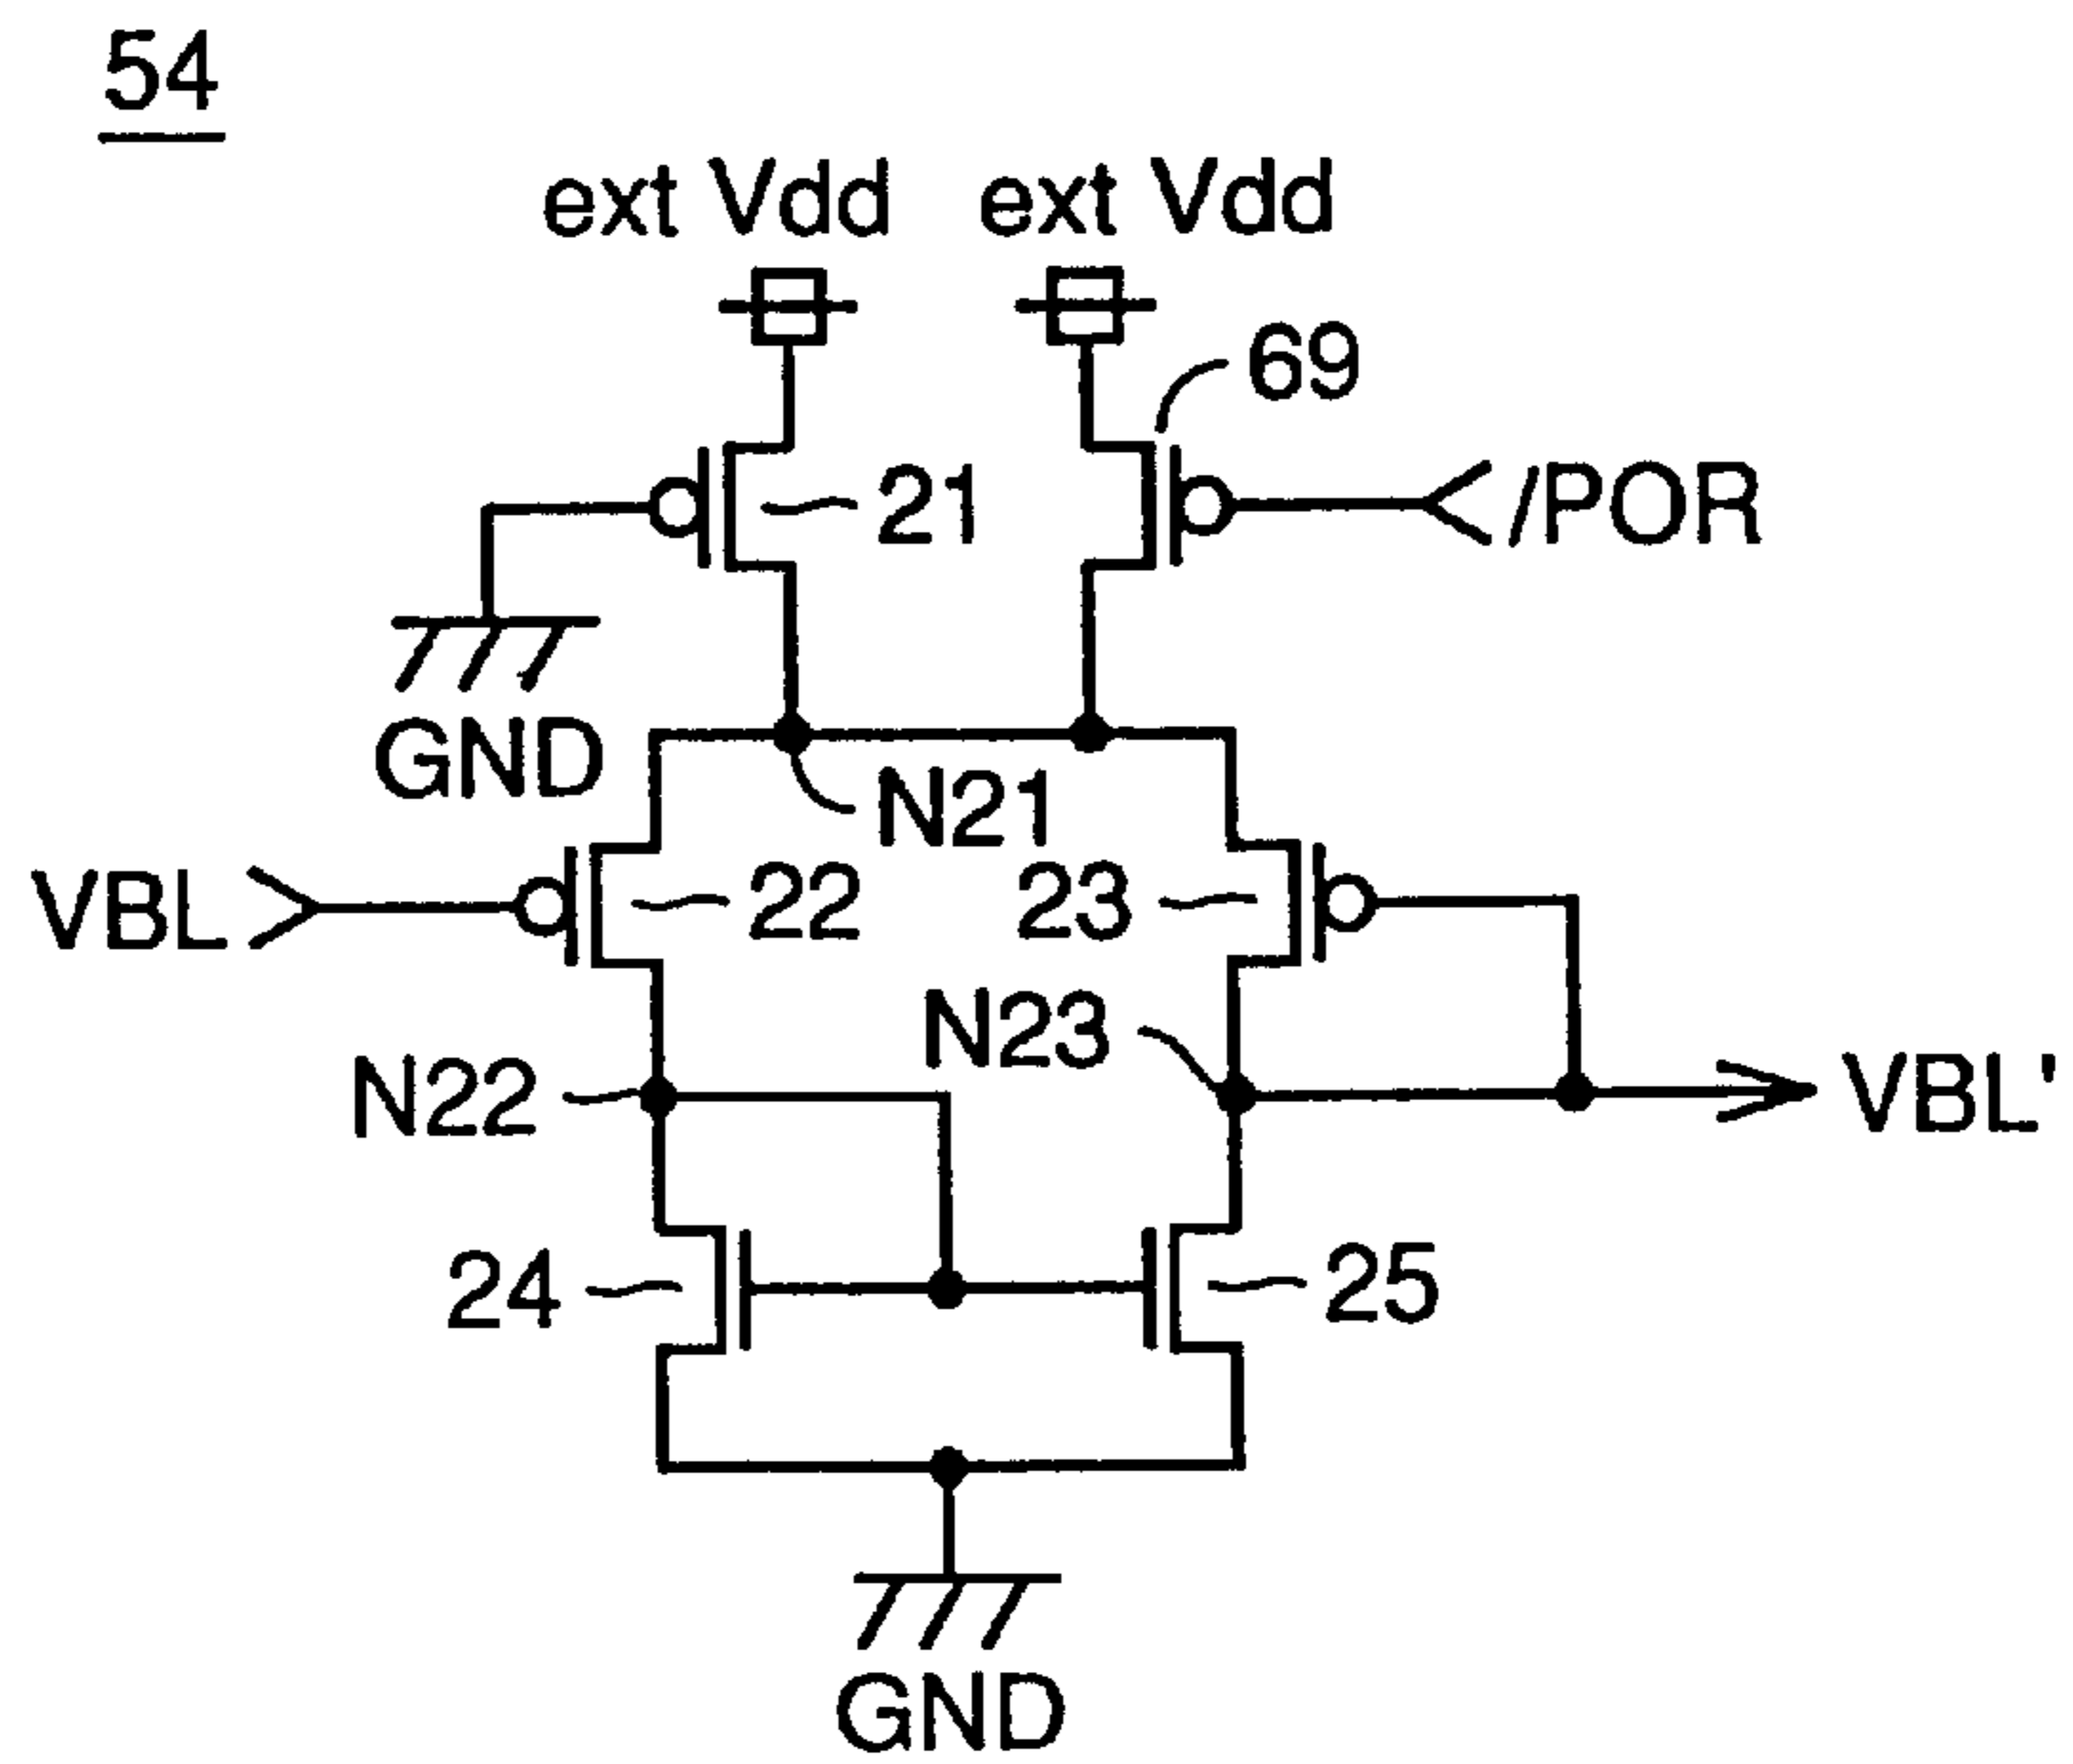 54
ext Vdd
ext Vdd
69
21
/POR
GND
N21
VBL
22
23
N23
N22
VBL'
24
25
GND